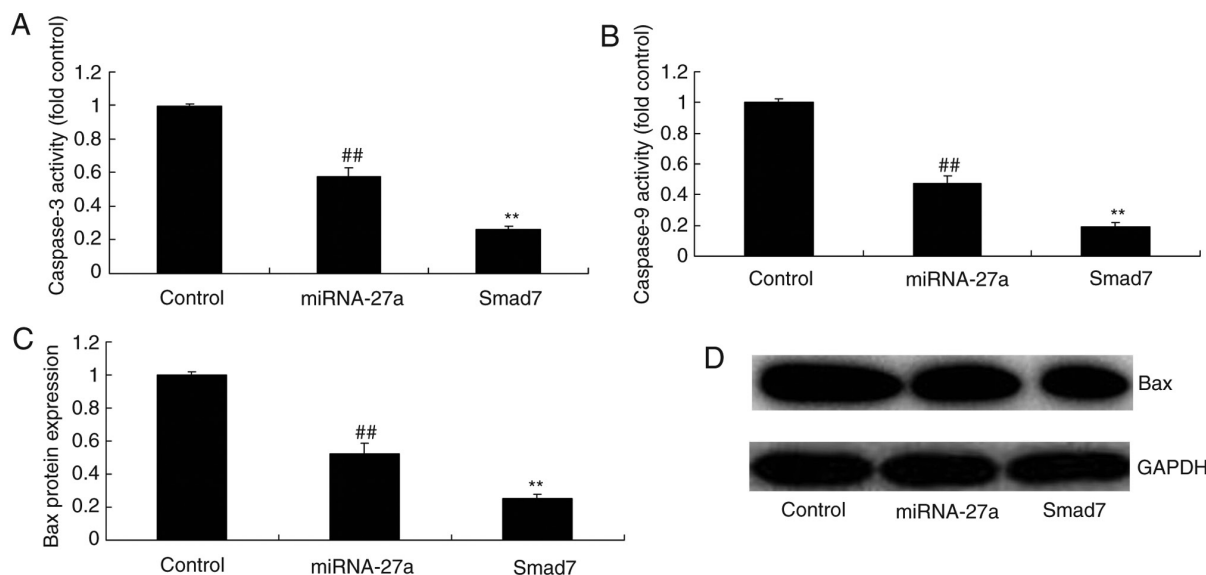 A
Caspase-3 activity (fold control)
1.2
1
0.8
0.6
0.4
0.2
0
##
**
Control miRNA-27a Smad7
B
Caspase-9 activity (fold control)
1.2
1
0.8
0.6
0.4
0.2
0
##
**
Control miRNA-27a Smad7
C
Bax protein expression
1.2
1
0.8
0.6
0.4
0.2
0
##
**
Control miRNA-27a Smad7
D
Bax
GAPDH
Control miRNA-27a Smad7